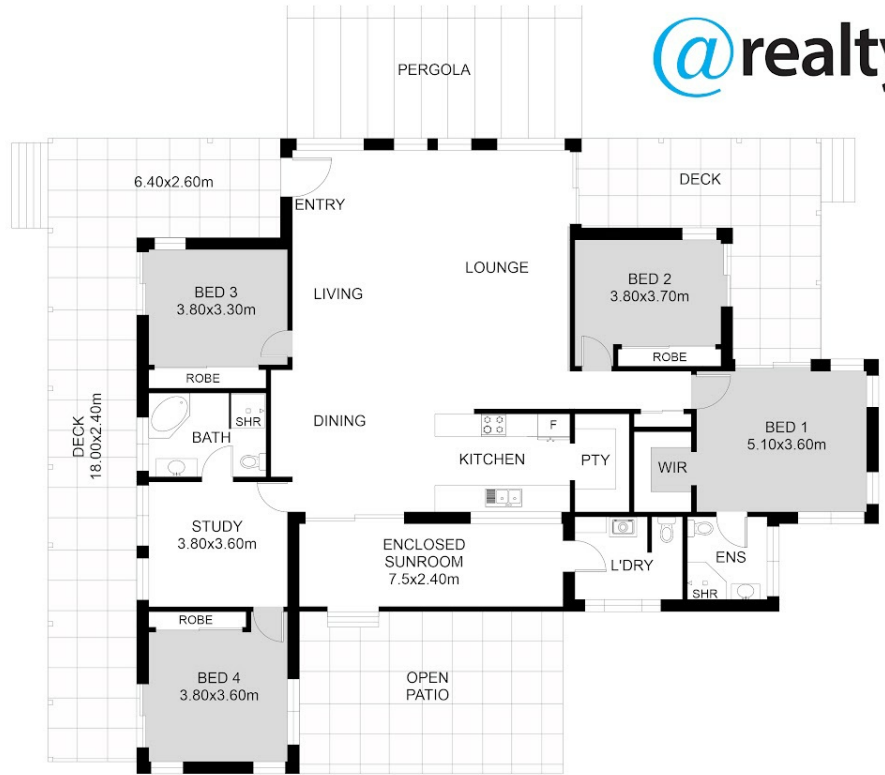 @realty
PERGOLA
6.40x2.60m
DECK
ENTRY
LOUNGE
BED 3
3.80x3.30m
LIVING
BED 2
3.80x3.70m
ROBE
ROBE
DECK
18.00x2.40m
SHR
BATH
DINING
F
KITCHEN
PTY
WIR
BED 1
5.10x3.60m
STUDY
3.80x3.60m
ENCLOSED
SUNROOM
7.5x2.40m
L'DRY
ENS
SHR
ROBE
BED 4
3.80x3.60m
OPEN
PATIO